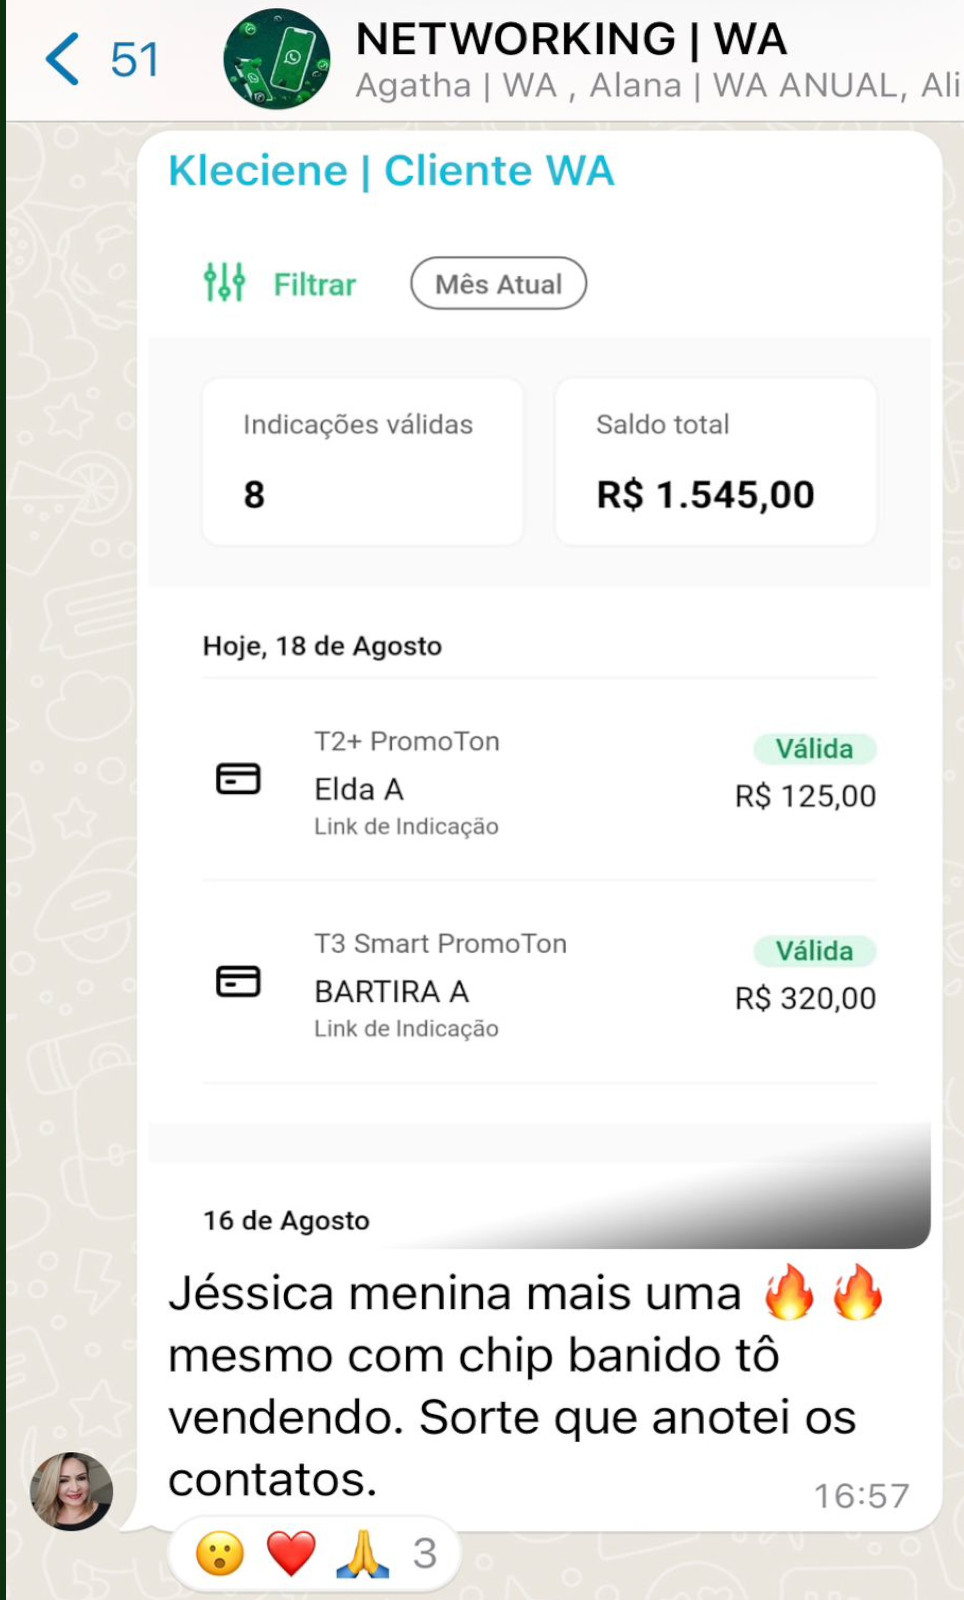 51
NETWORKING | WA
Agatha | WA , Alana | WA ANUAL, Ali
Kleciene | Cliente WA
Filtrar
Mês Atual
Indicações válidas
Saldo total
8
R$ 1.545,00
Hoje, 18 de Agosto
T2+ PromoTon
Válida
Elda A
R$ 125,00
Link de Indicação
T3 Smart PromoTon
Válida
BARTIRA A
R$ 320,00
Link de Indicação
16 de Agosto
Jéssica menina mais uma 🔥🔥
mesmo com chip banido tô
vendendo. Sorte que anotei os
contatos.
16:57
😮 ❤️ 🙏 3